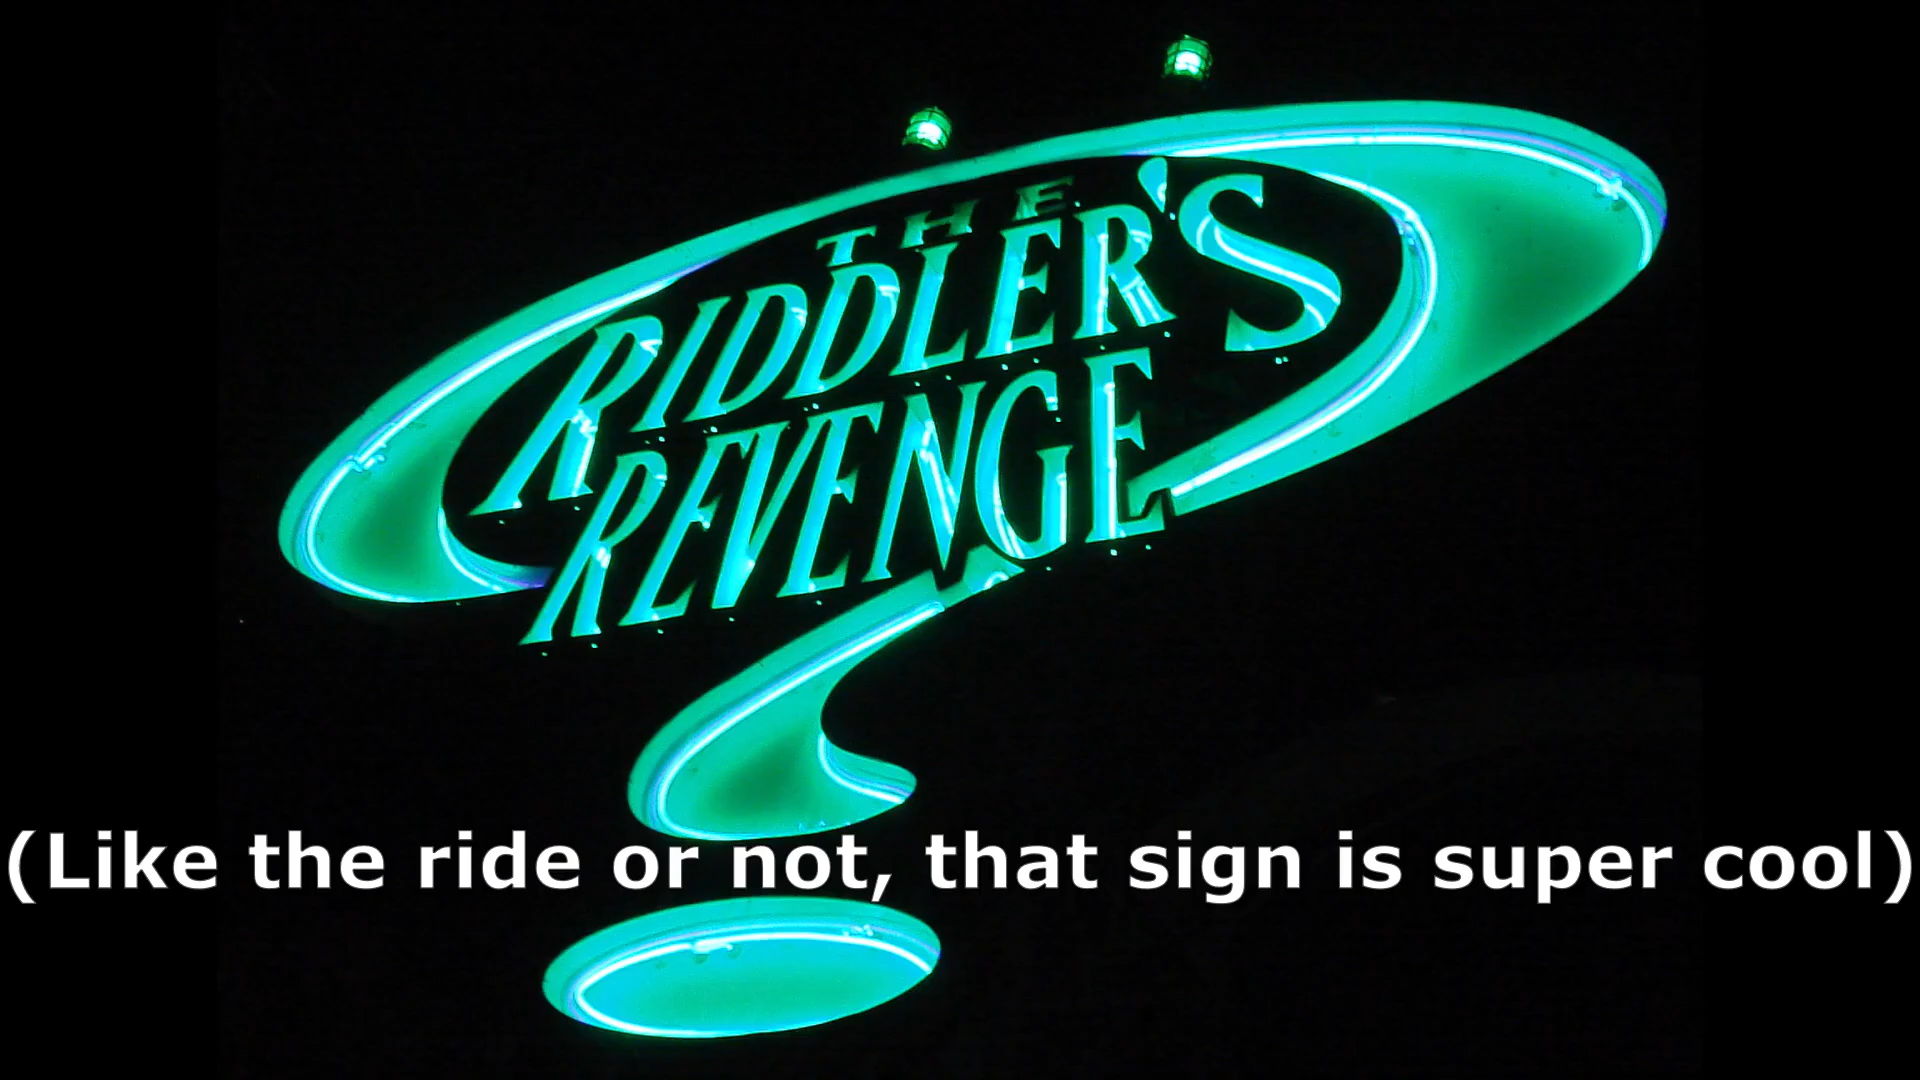 THE
RIDDLER'S
REVENGE
(Like the ride or not, that sign is super cool)